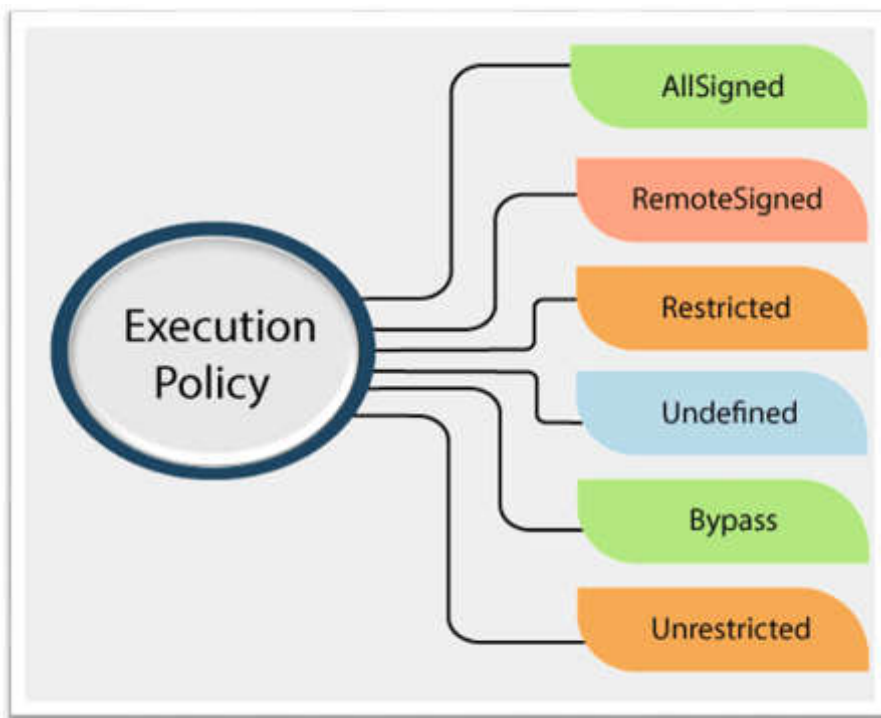 Execution
Policy
AllSigned
RemoteSigned
Restricted
Undefined
Bypass
Unrestricted